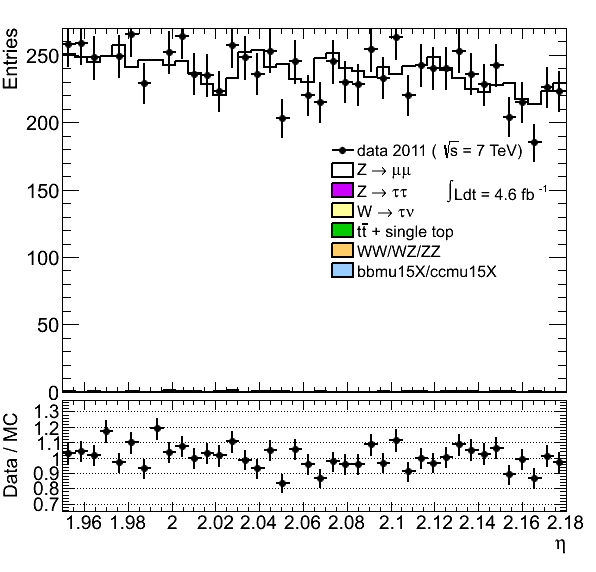 Entries
250
200
150
100
50
0
data 2011 ( √s = 7 TeV)
Z → μμ
Z → ττ
∫Ldt = 4.6 fb⁻¹
W → τν
tt̅ + single top
WW/WZ/ZZ
bbmu15X/ccmu15X
Data / MC
1.3
1.2
1.1
1
0.9
0.8
0.7
1.96 1.98 2 2.02 2.04 2.06 2.08 2.1 2.12 2.14 2.16 2.18
η